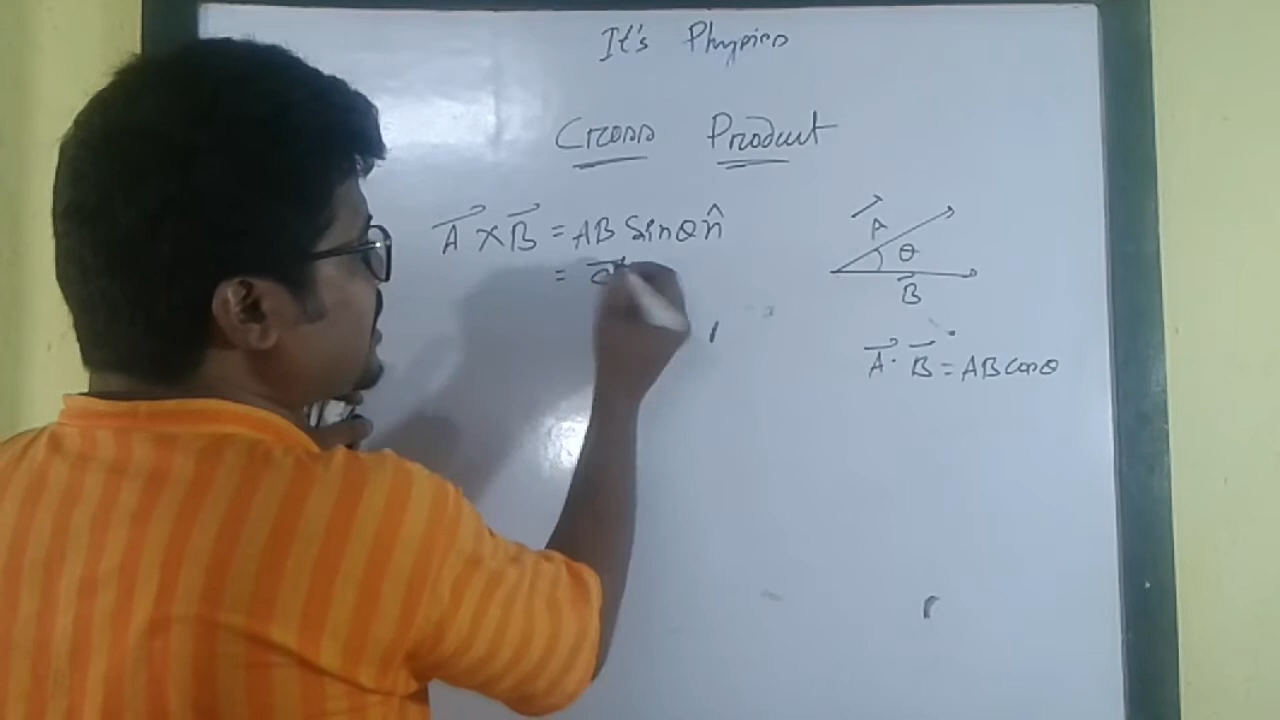 It's Physics
Cross Product
A⃗ × B⃗ = AB Sinθ n̂
= C⃗
A⃗
θ
B⃗
A⃗ · B⃗ = AB cosθ